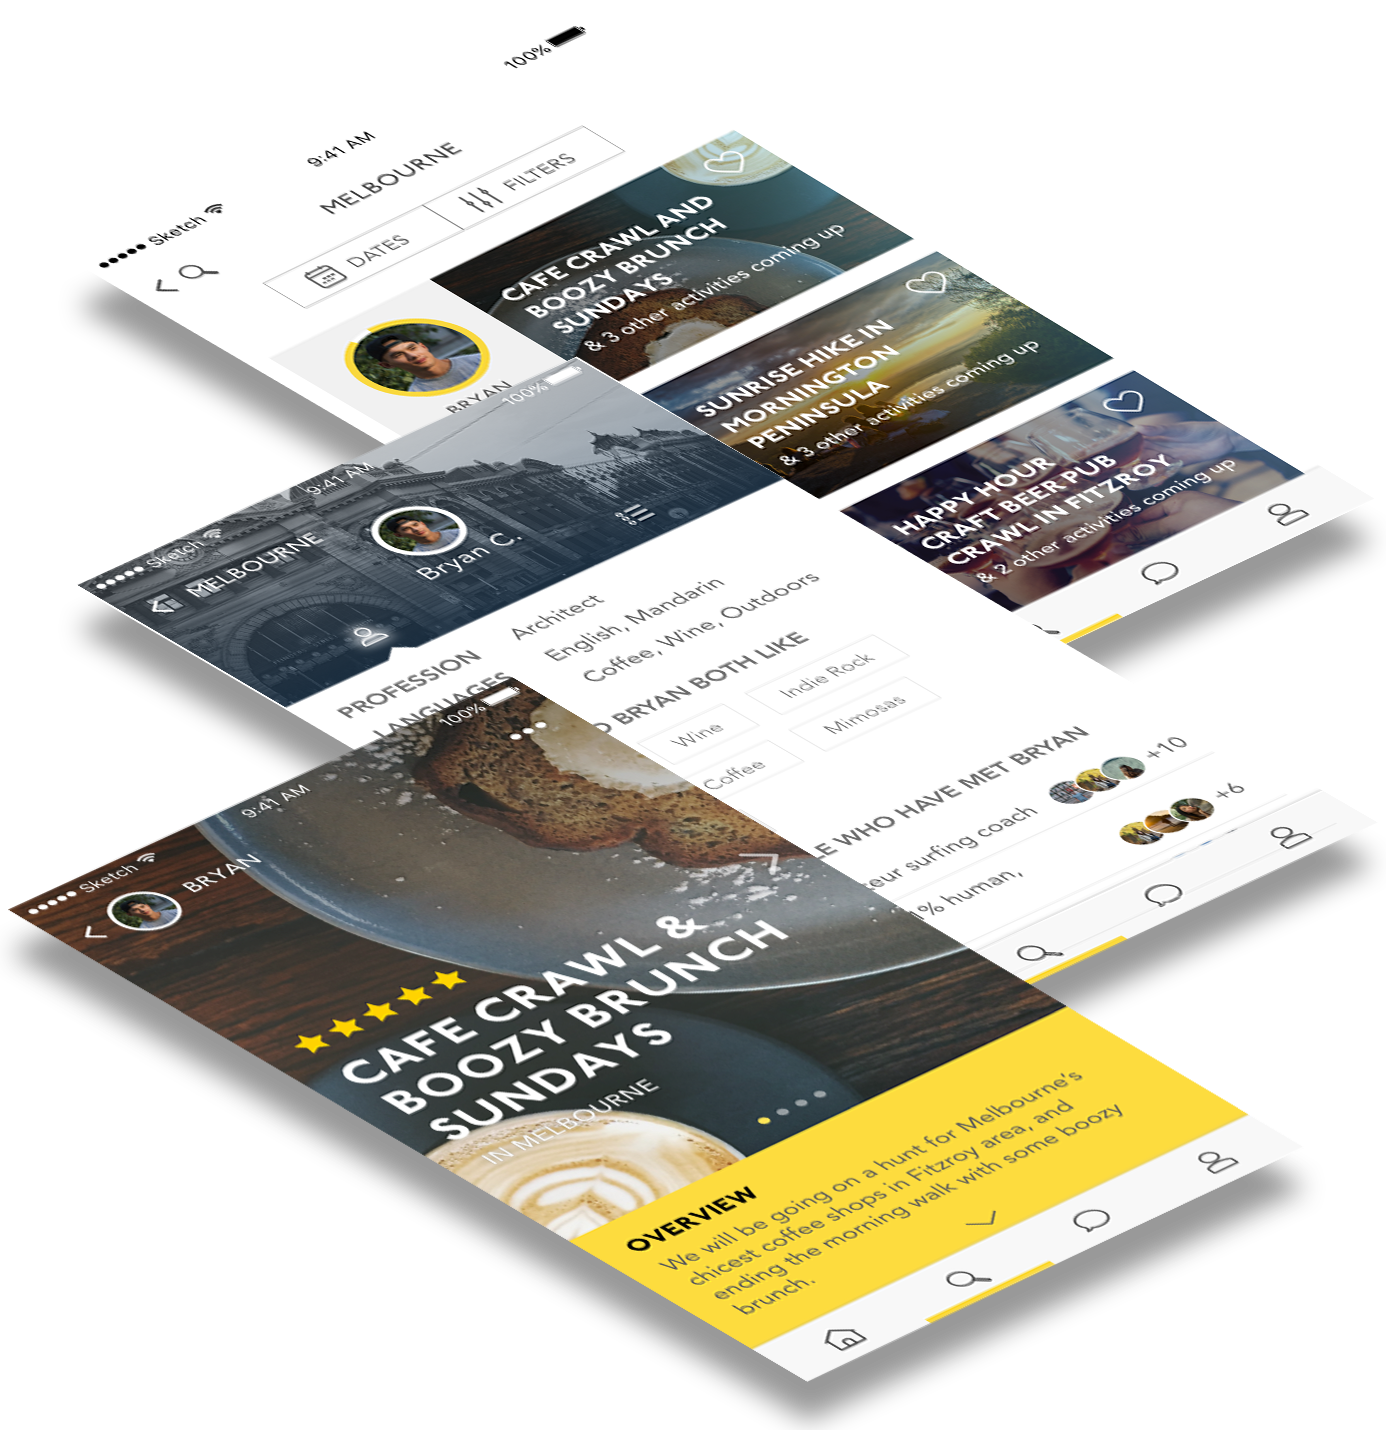 100%
9:41 AM
Sketch
MELBOURNE
DATES
FILTERS
BRYAN
CAFE CRAWL AND
BOOZY BRUNCH
SUNDAYS
& 3 other activities coming up
SUNRISE HIKE IN
MORNINGTON
PENINSULA
& 3 other activities coming up
HAPPY HOUR
CRAFT BEER PUB
CRAWL IN FITZROY
& 2 other activities coming up
100%
9:41 AM
Sketch
MELBOURNE
Bryan C.
PROFESSION
Architect
LANGUAGES
English, Mandarin
Coffee, Wine, Outdoors
BRYAN BOTH LIKE
Wine
Indie Rock
Coffee
Mimosas
WHO HAVE MET BRYAN
surfing coach
+10
% human,
+6
100%
9:41 AM
Sketch
BRYAN
CAFE CRAWL &
BOOZY BRUNCH
SUNDAYS
IN MELBOURNE
OVERVIEW
We will be going on a hunt for Melbourne's
chicest coffee shops in Fitzroy area, and
ending the morning walk with some boozy
brunch.